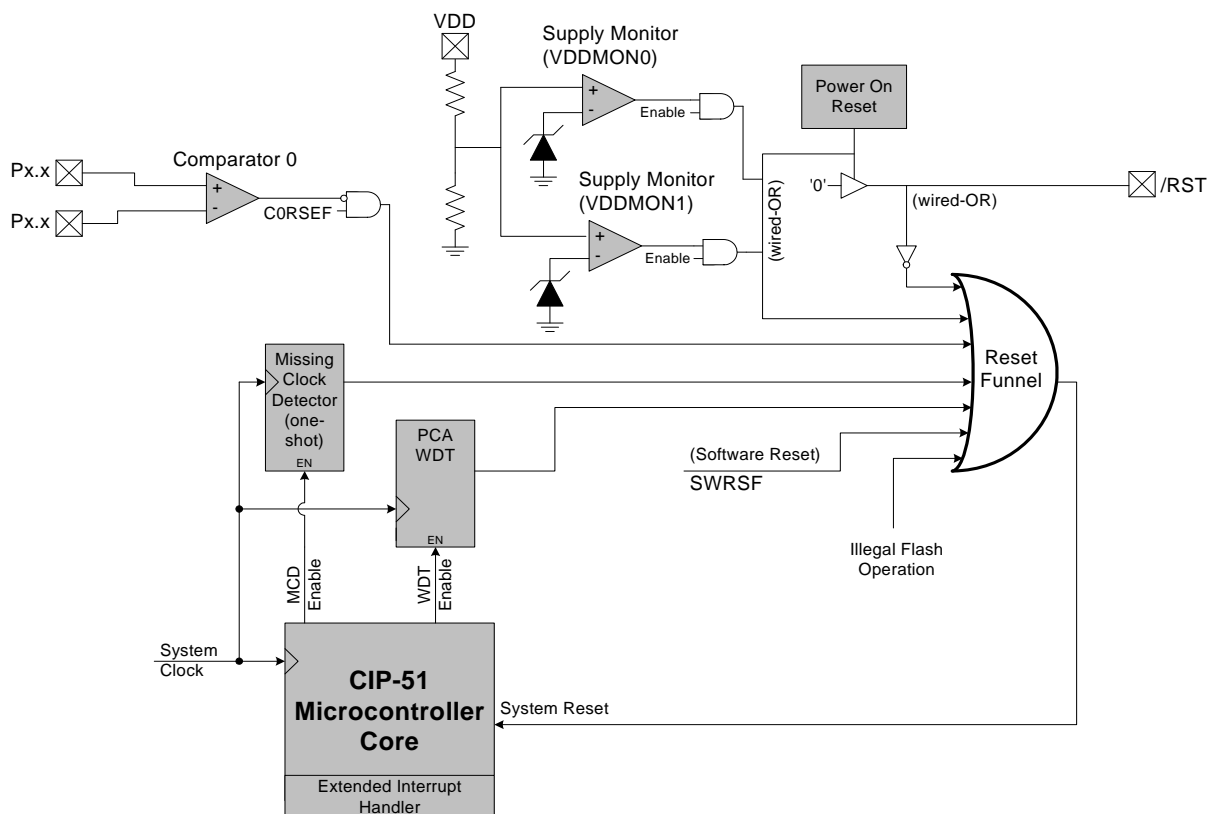 VDD
Supply Monitor
(VDDMON0)
+
-
Enable
Power On
Reset
Px.x
Px.x
Comparator 0
+
-
C0RSEF
Supply Monitor
(VDDMON1)
+
-
Enable
(wired-OR)
'0'
(wired-OR)
/RST
Reset
Funnel
Missing
Clock
Detector
(one-
shot)
EN
PCA
WDT
EN
(Software Reset)
SWRSF
Illegal Flash
Operation
MCD
Enable
WDT
Enable
System
Clock
CIP-51
Microcontroller
Core
System Reset
Extended Interrupt
Handler